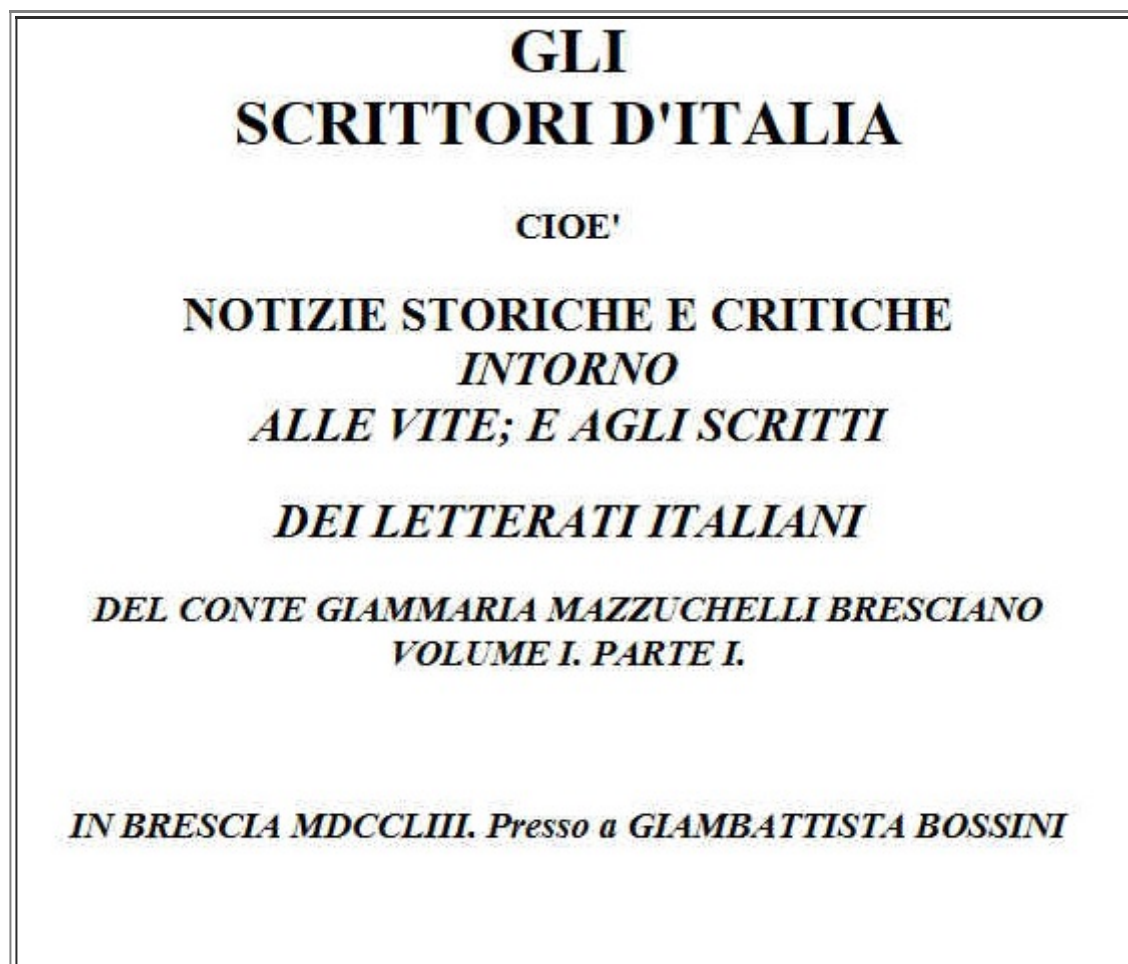 GLI
SCRITTORI D'ITALIA
CIOE'
NOTIZIE STORICHE E CRITICHE
INTORNO
ALLE VITE; E AGLI SCRITTI
DEI LETTERATI ITALIANI
DEL CONTE GIAMMARIA MAZZUCHELLI BRESCIANO
VOLUME I. PARTE I.
IN BRESCIA MDCCLIII. Presso a GIAMBATTISTA BOSSINI